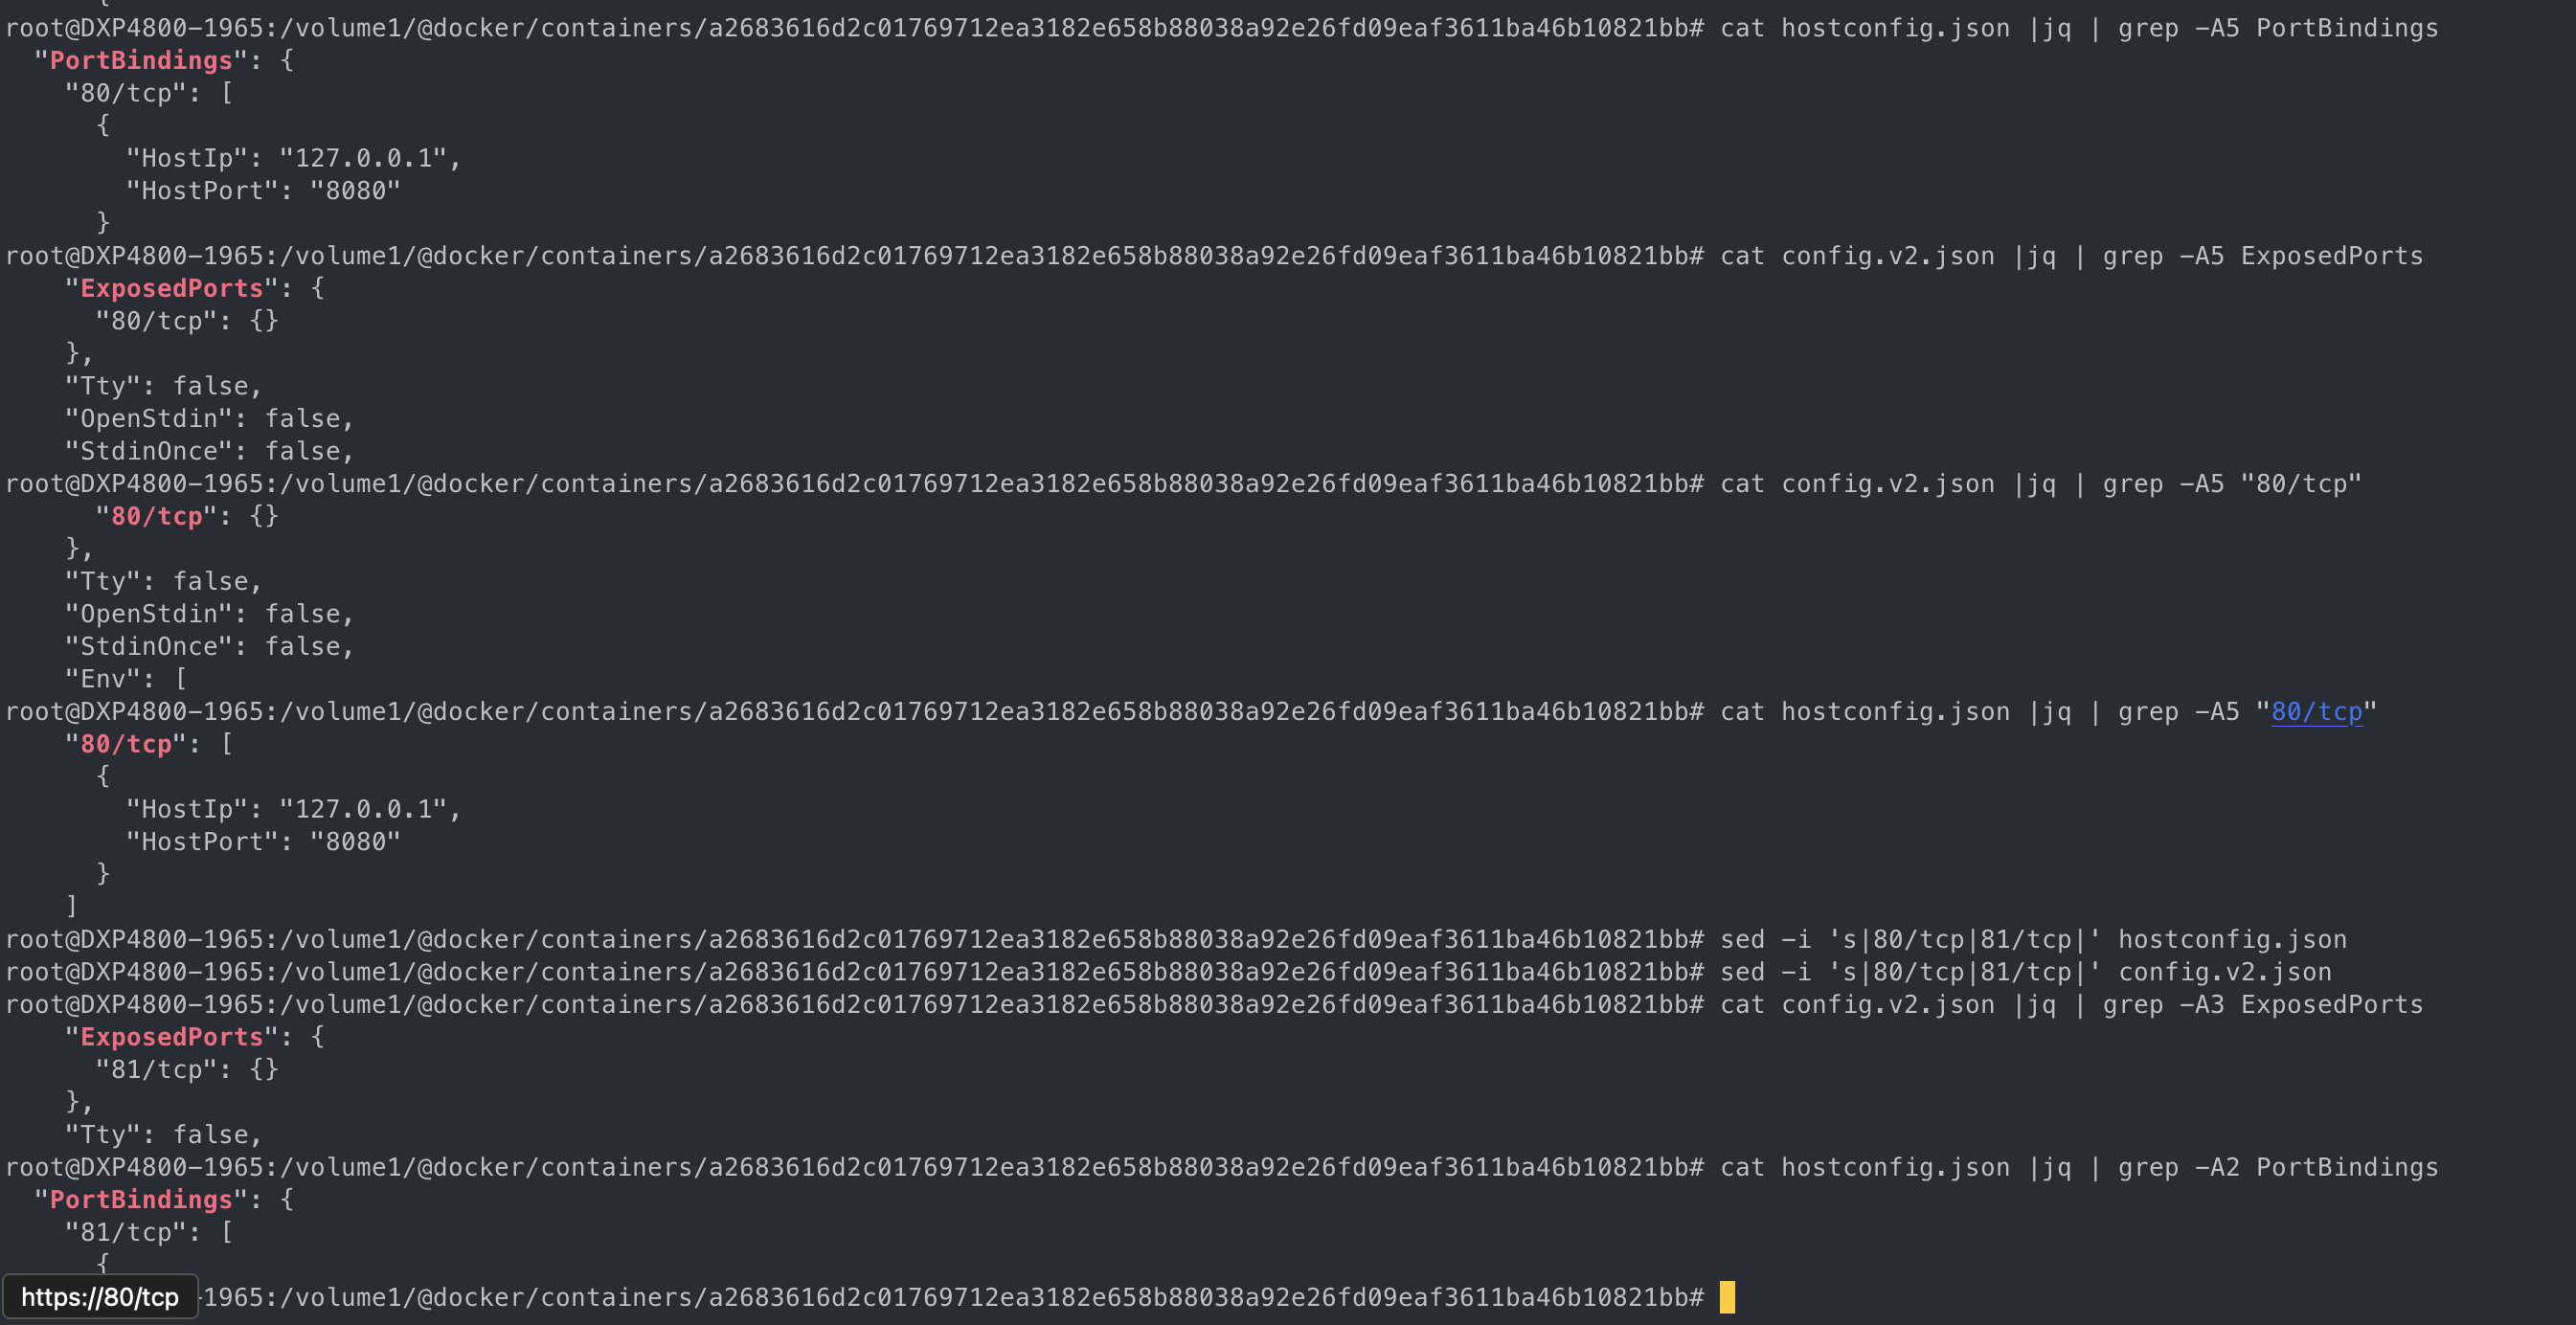 {
root@DXP4800-1965:/volume1/@docker/containers/a2683616d2c01769712ea3182e658b88038a92e26fd09eaf3611ba46b10821bb# cat hostconfig.json |jq | grep -A5 PortBindings
  "PortBindings": {
    "80/tcp": [
      {
        "HostIp": "127.0.0.1",
        "HostPort": "8080"
      }
root@DXP4800-1965:/volume1/@docker/containers/a2683616d2c01769712ea3182e658b88038a92e26fd09eaf3611ba46b10821bb# cat config.v2.json |jq | grep -A5 ExposedPorts
    "ExposedPorts": {
      "80/tcp": {}
    },
    "Tty": false,
    "OpenStdin": false,
    "StdinOnce": false,
root@DXP4800-1965:/volume1/@docker/containers/a2683616d2c01769712ea3182e658b88038a92e26fd09eaf3611ba46b10821bb# cat config.v2.json |jq | grep -A5 "80/tcp"
      "80/tcp": {}
    },
    "Tty": false,
    "OpenStdin": false,
    "StdinOnce": false,
    "Env": [
root@DXP4800-1965:/volume1/@docker/containers/a2683616d2c01769712ea3182e658b88038a92e26fd09eaf3611ba46b10821bb# cat hostconfig.json |jq | grep -A5 "80/tcp"
    "80/tcp": [
      {
        "HostIp": "127.0.0.1",
        "HostPort": "8080"
      }
    ]
root@DXP4800-1965:/volume1/@docker/containers/a2683616d2c01769712ea3182e658b88038a92e26fd09eaf3611ba46b10821bb# sed -i 's|80/tcp|81/tcp|' hostconfig.json
root@DXP4800-1965:/volume1/@docker/containers/a2683616d2c01769712ea3182e658b88038a92e26fd09eaf3611ba46b10821bb# sed -i 's|80/tcp|81/tcp|' config.v2.json
root@DXP4800-1965:/volume1/@docker/containers/a2683616d2c01769712ea3182e658b88038a92e26fd09eaf3611ba46b10821bb# cat config.v2.json |jq | grep -A3 ExposedPorts
    "ExposedPorts": {
      "81/tcp": {}
    },
    "Tty": false,
root@DXP4800-1965:/volume1/@docker/containers/a2683616d2c01769712ea3182e658b88038a92e26fd09eaf3611ba46b10821bb# cat hostconfig.json |jq | grep -A2 PortBindings
  "PortBindings": {
    "81/tcp": [
      {
https://80/tcp -1965:/volume1/@docker/containers/a2683616d2c01769712ea3182e658b88038a92e26fd09eaf3611ba46b10821bb#